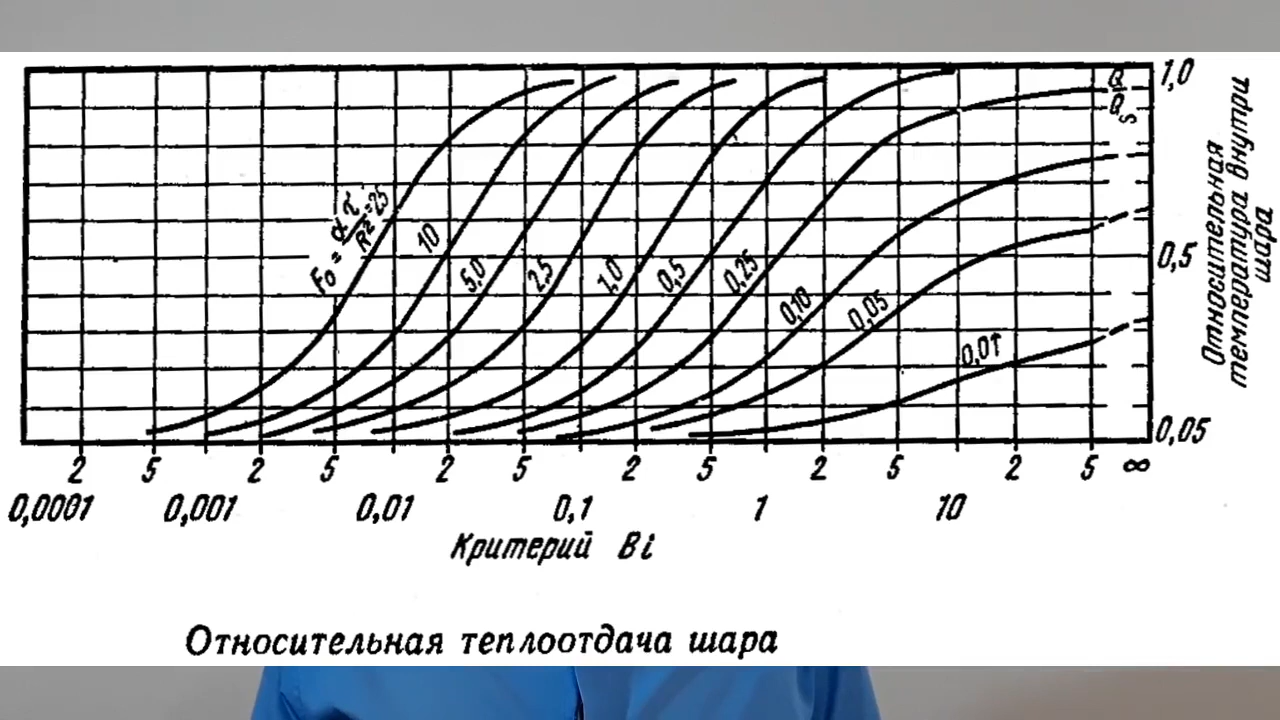 1,0
Q
Qs
0,5
0,05
Относительная
температура внутри
шара
Fo = ατ/R² = 25
10
5,0
2,5
1,0
0,5
0,25
0,10
0,05
0,01
2 5 2 5 2 5 2 5 2 5 2 5 ∞
0,0001 0,001 0,01 0,1 1 10
Критерий Bi
Относительная теплоотдача шара